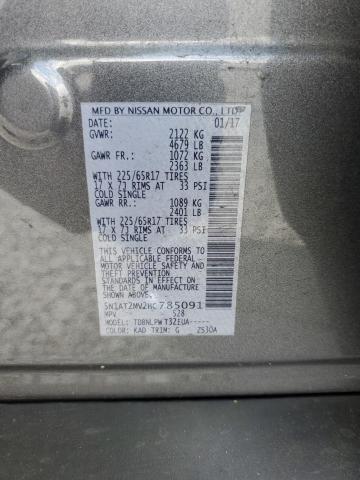 MFD BY NISSAN MOTOR CO., LTD.
DATE: 01/17
GVWR: 2122 KG
4679 LB
GAWR FR.: 1072 KG
2363 LB
WITH 225/65R17 TIRES
17 X 7J RIMS AT 33 PSI
COLD SINGLE
GAWR RR.: 1089 KG
2401 LB
WITH 225/65R17 TIRES
17 X 7J RIMS AT 33 PSI
COLD SINGLE
THIS VEHICLE CONFORMS TO
ALL APPLICABLE FEDERAL
MOTOR VEHICLE SAFETY
AND THEFT PREVENTION
STANDARDS IN EFFECT ON
THE DATE OF MANUFACTURE
SHOWN ABOVE.
5N1AT2MV2HC785091
MPV 528
MODEL: TDBNLPW T32EUA-----
COLOR: KAD TRIM: G ZS30A